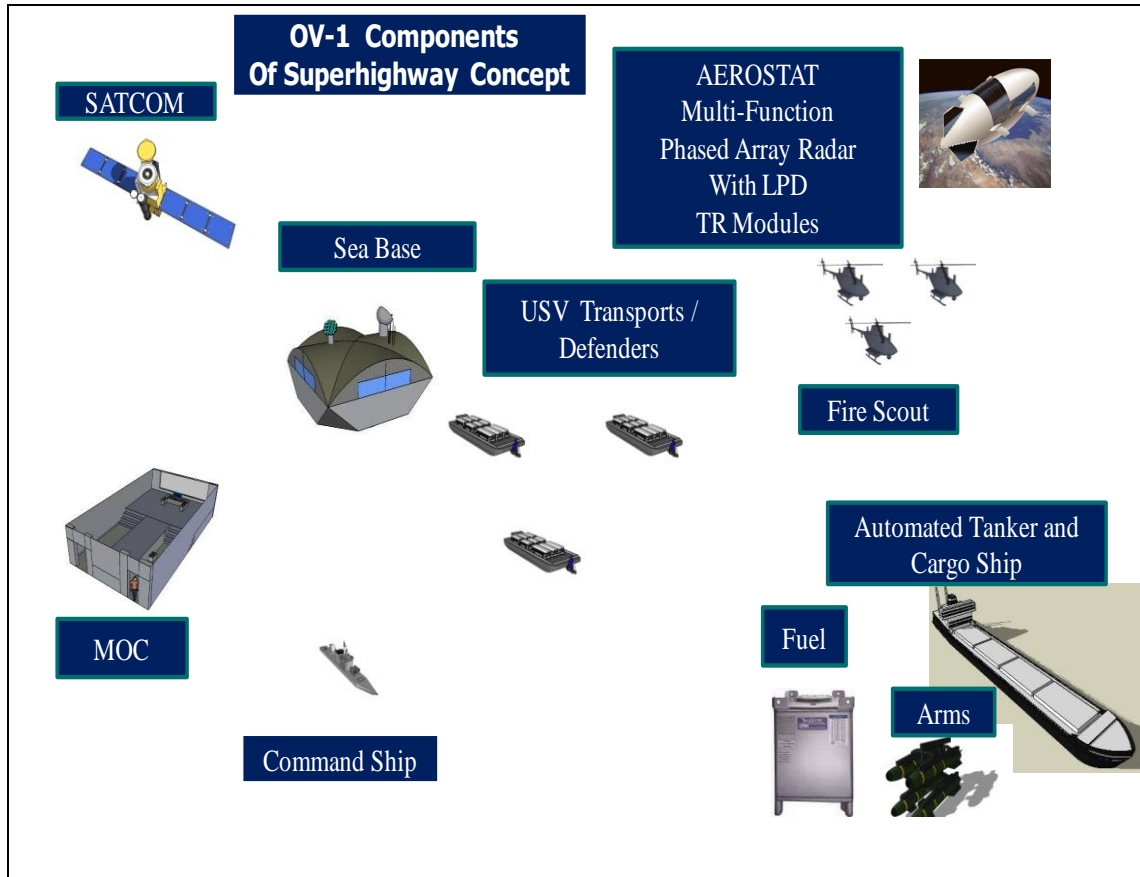 OV-1 Components
Of Superhighway Concept
SATCOM
AEROSTAT
Multi-Function
Phased Array Radar
With LPD
TR Modules
Sea Base
USV Transports /
Defenders
Fire Scout
Automated Tanker and
Cargo Ship
MOC
Fuel
Arms
Command Ship